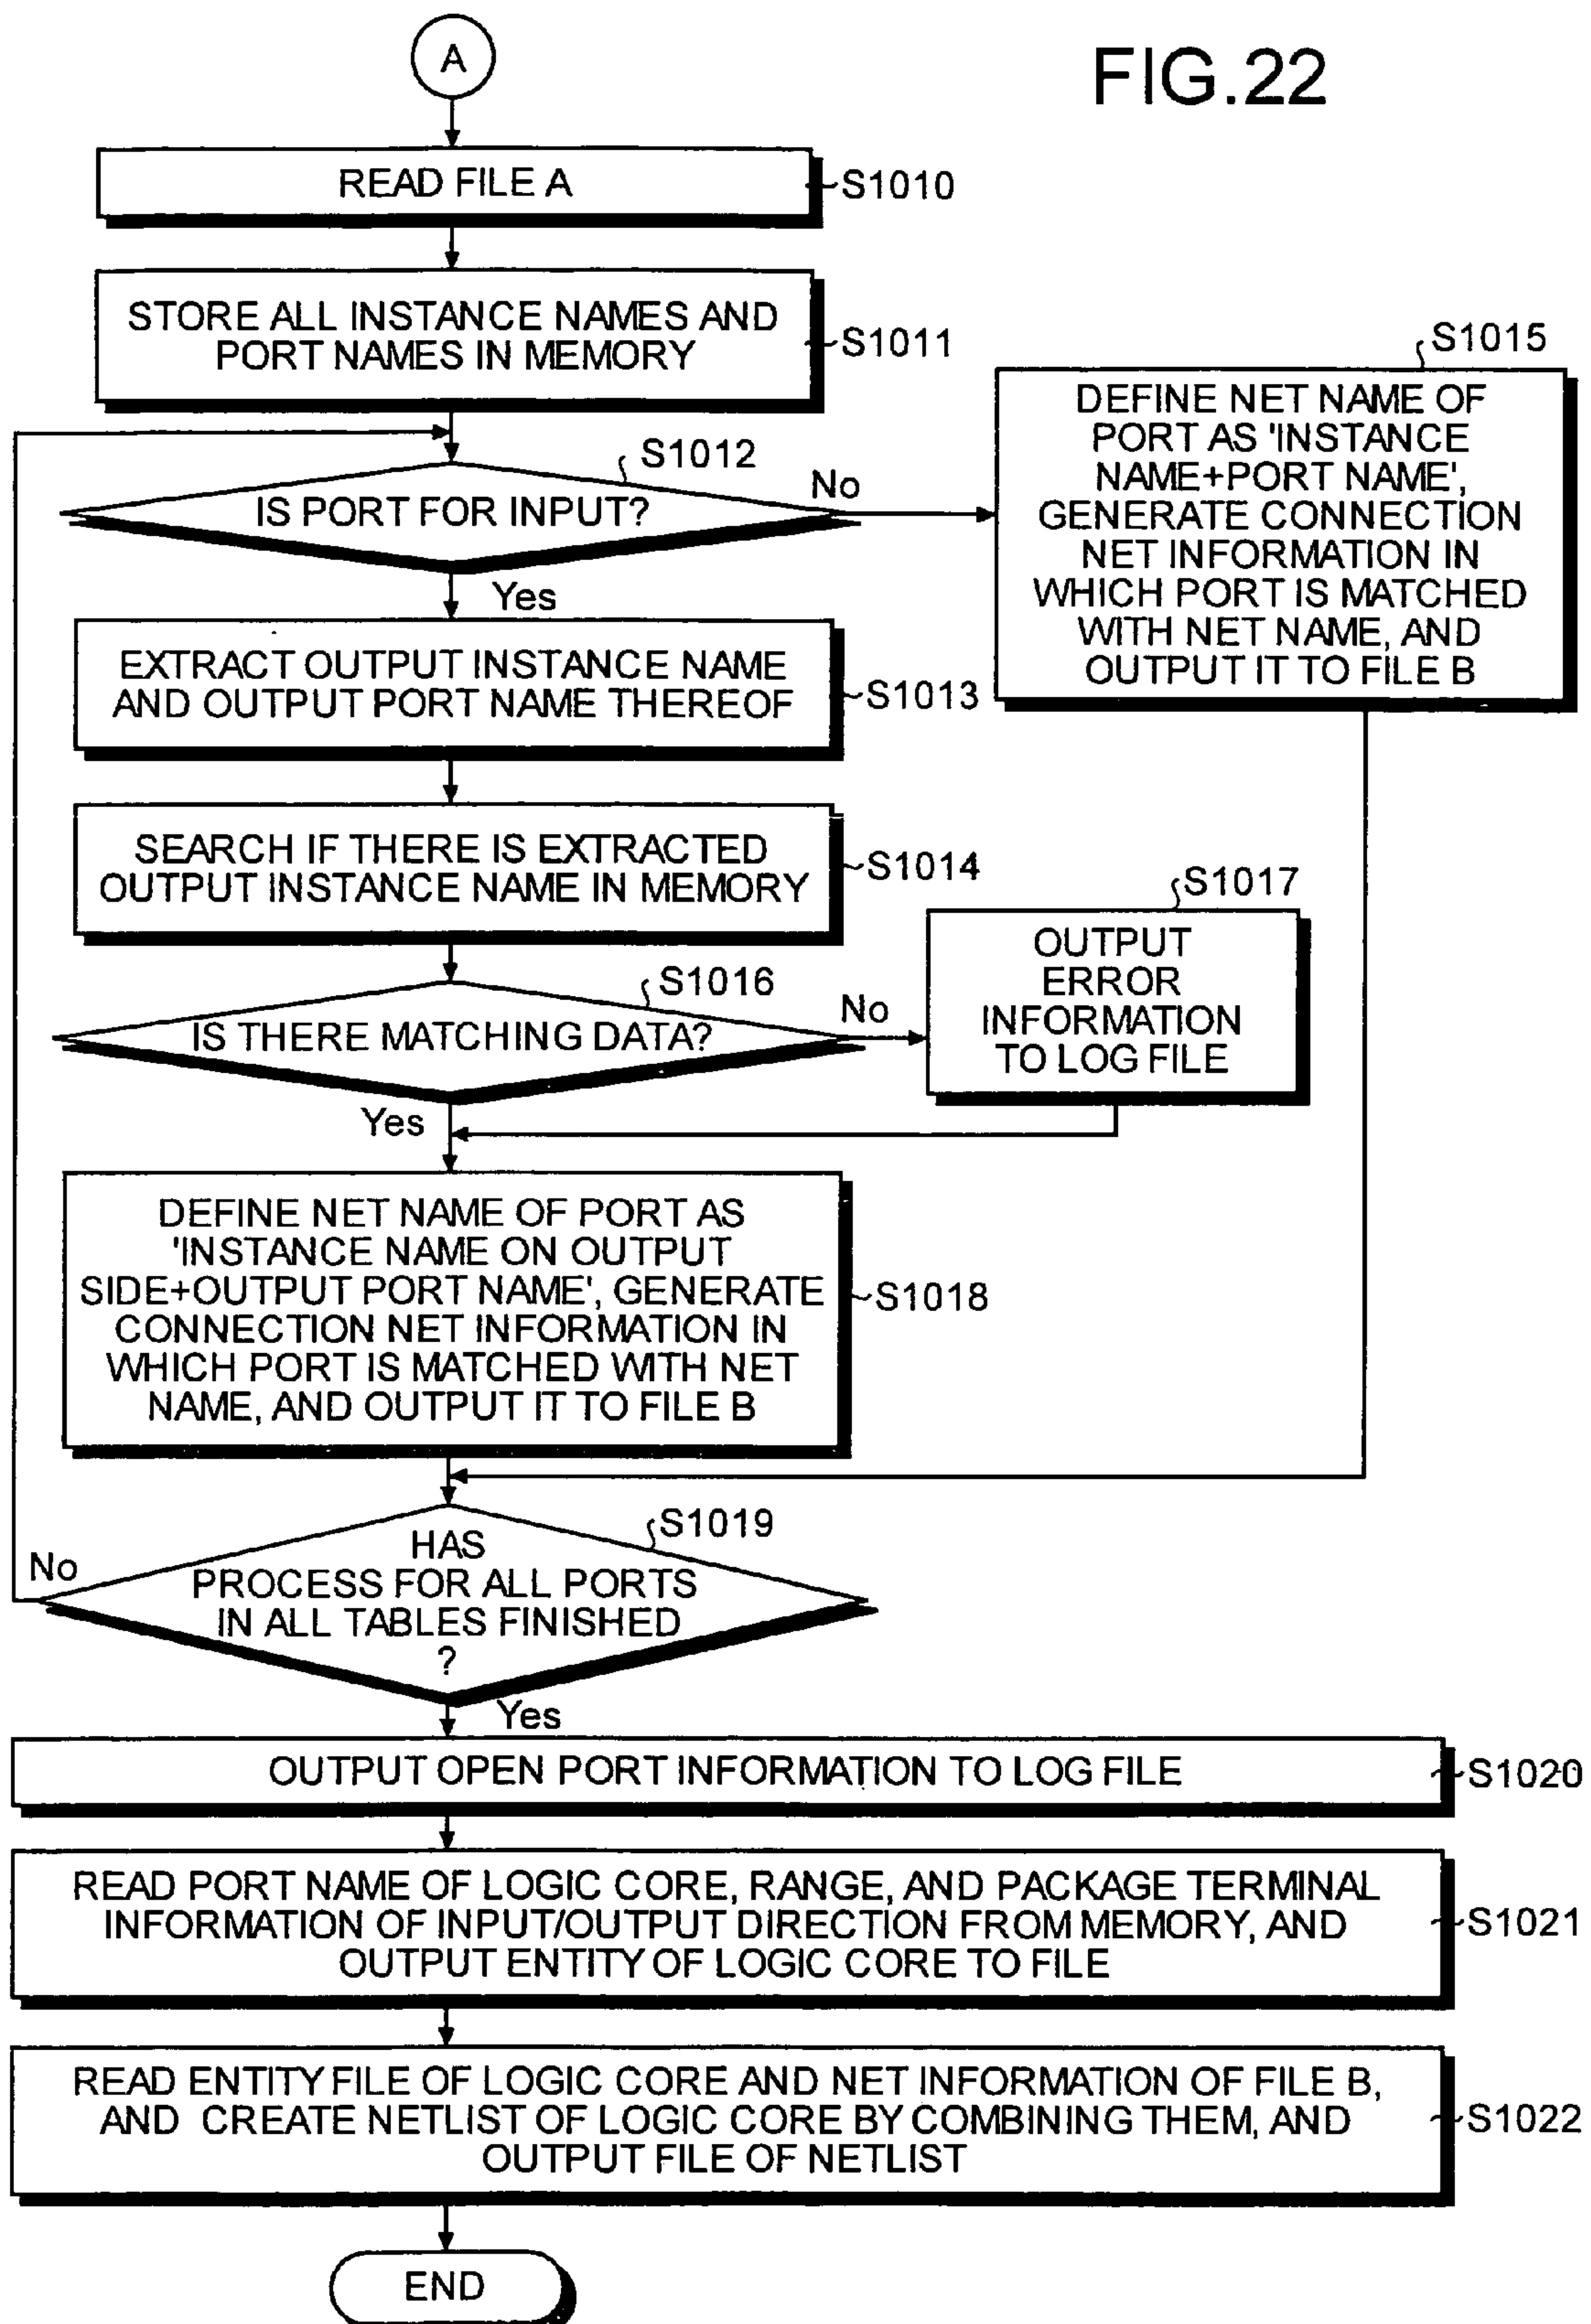 FIG.22
A
READ FILE A
S1010
STORE ALL INSTANCE NAMES AND
PORT NAMES IN MEMORY
S1011
S1012
IS PORT FOR INPUT?
No
Yes
S1015
DEFINE NET NAME OF
PORT AS 'INSTANCE
NAME+PORT NAME',
GENERATE CONNECTION
NET INFORMATION IN
WHICH PORT IS MATCHED
WITH NET NAME, AND
OUTPUT IT TO FILE B
EXTRACT OUTPUT INSTANCE NAME
AND OUTPUT PORT NAME THEREOF
S1013
SEARCH IF THERE IS EXTRACTED
OUTPUT INSTANCE NAME IN MEMORY
S1014
S1016
IS THERE MATCHING DATA?
No
Yes
S1017
OUTPUT
ERROR
INFORMATION
TO LOG FILE
DEFINE NET NAME OF PORT AS
'INSTANCE NAME ON OUTPUT
SIDE+OUTPUT PORT NAME', GENERATE
CONNECTION NET INFORMATION IN
WHICH PORT IS MATCHED WITH NET
NAME, AND OUTPUT IT TO FILE B
S1018
S1019
HAS
PROCESS FOR ALL PORTS
IN ALL TABLES FINISHED
?
No
Yes
OUTPUT OPEN PORT INFORMATION TO LOG FILE
S1020
READ PORT NAME OF LOGIC CORE, RANGE, AND PACKAGE TERMINAL
INFORMATION OF INPUT/OUTPUT DIRECTION FROM MEMORY, AND
OUTPUT ENTITY OF LOGIC CORE TO FILE
S1021
READ ENTITY FILE OF LOGIC CORE AND NET INFORMATION OF FILE B,
AND CREATE NETLIST OF LOGIC CORE BY COMBINING THEM, AND
OUTPUT FILE OF NETLIST
S1022
END